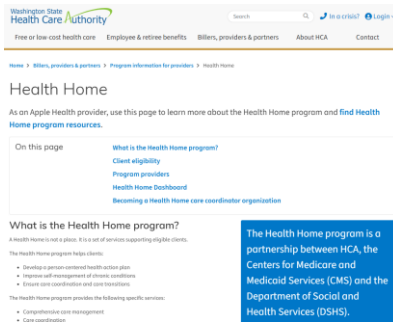 Washington State
Health Care Authority
Search
In a crisis?
Login
Free or low-cost health care
Employee & retiree benefits
Billers, providers & partners
About HCA
Contact
Home > Billers, providers & partners > Program information for providers > Health Home
Health Home
As an Apple Health provider, use this page to learn more about the Health Home program and find Health
Home program resources.
On this page
What is the Health Home program?
Client eligibility
Program providers
Health Home Dashboard
Becoming a Health Home care coordinator organization
What is the Health Home program?
A Health Home is not a place. It is a set of services supporting eligible clients.
The Health Home program helps clients:
Develop a person-centered health action plan
Improve self-management of chronic conditions
Ensure care coordination and care transitions
The Health Home program provides the following specific services:
Comprehensive care management
Care coordination
The Health Home program is a
partnership between HCA, the
Centers for Medicare and
Medicaid Services (CMS) and the
Department of Social and
Health Services (DSHS).